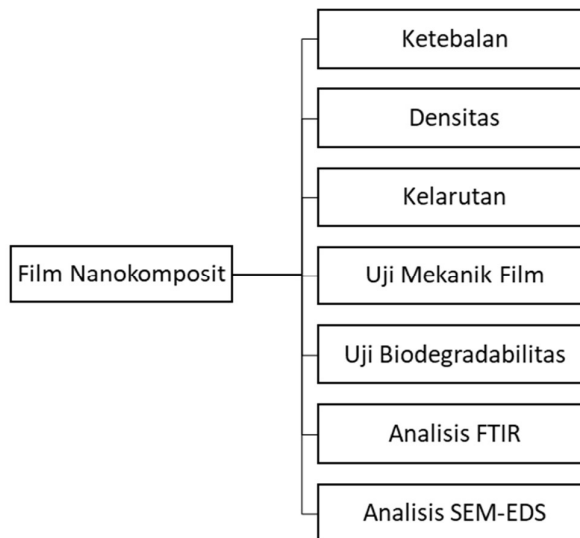 Ketebalan
Densitas
Kelarutan
Film Nanokomposit
Uji Mekanik Film
Uji Biodegradabilitas
Analisis FTIR
Analisis SEM-EDS